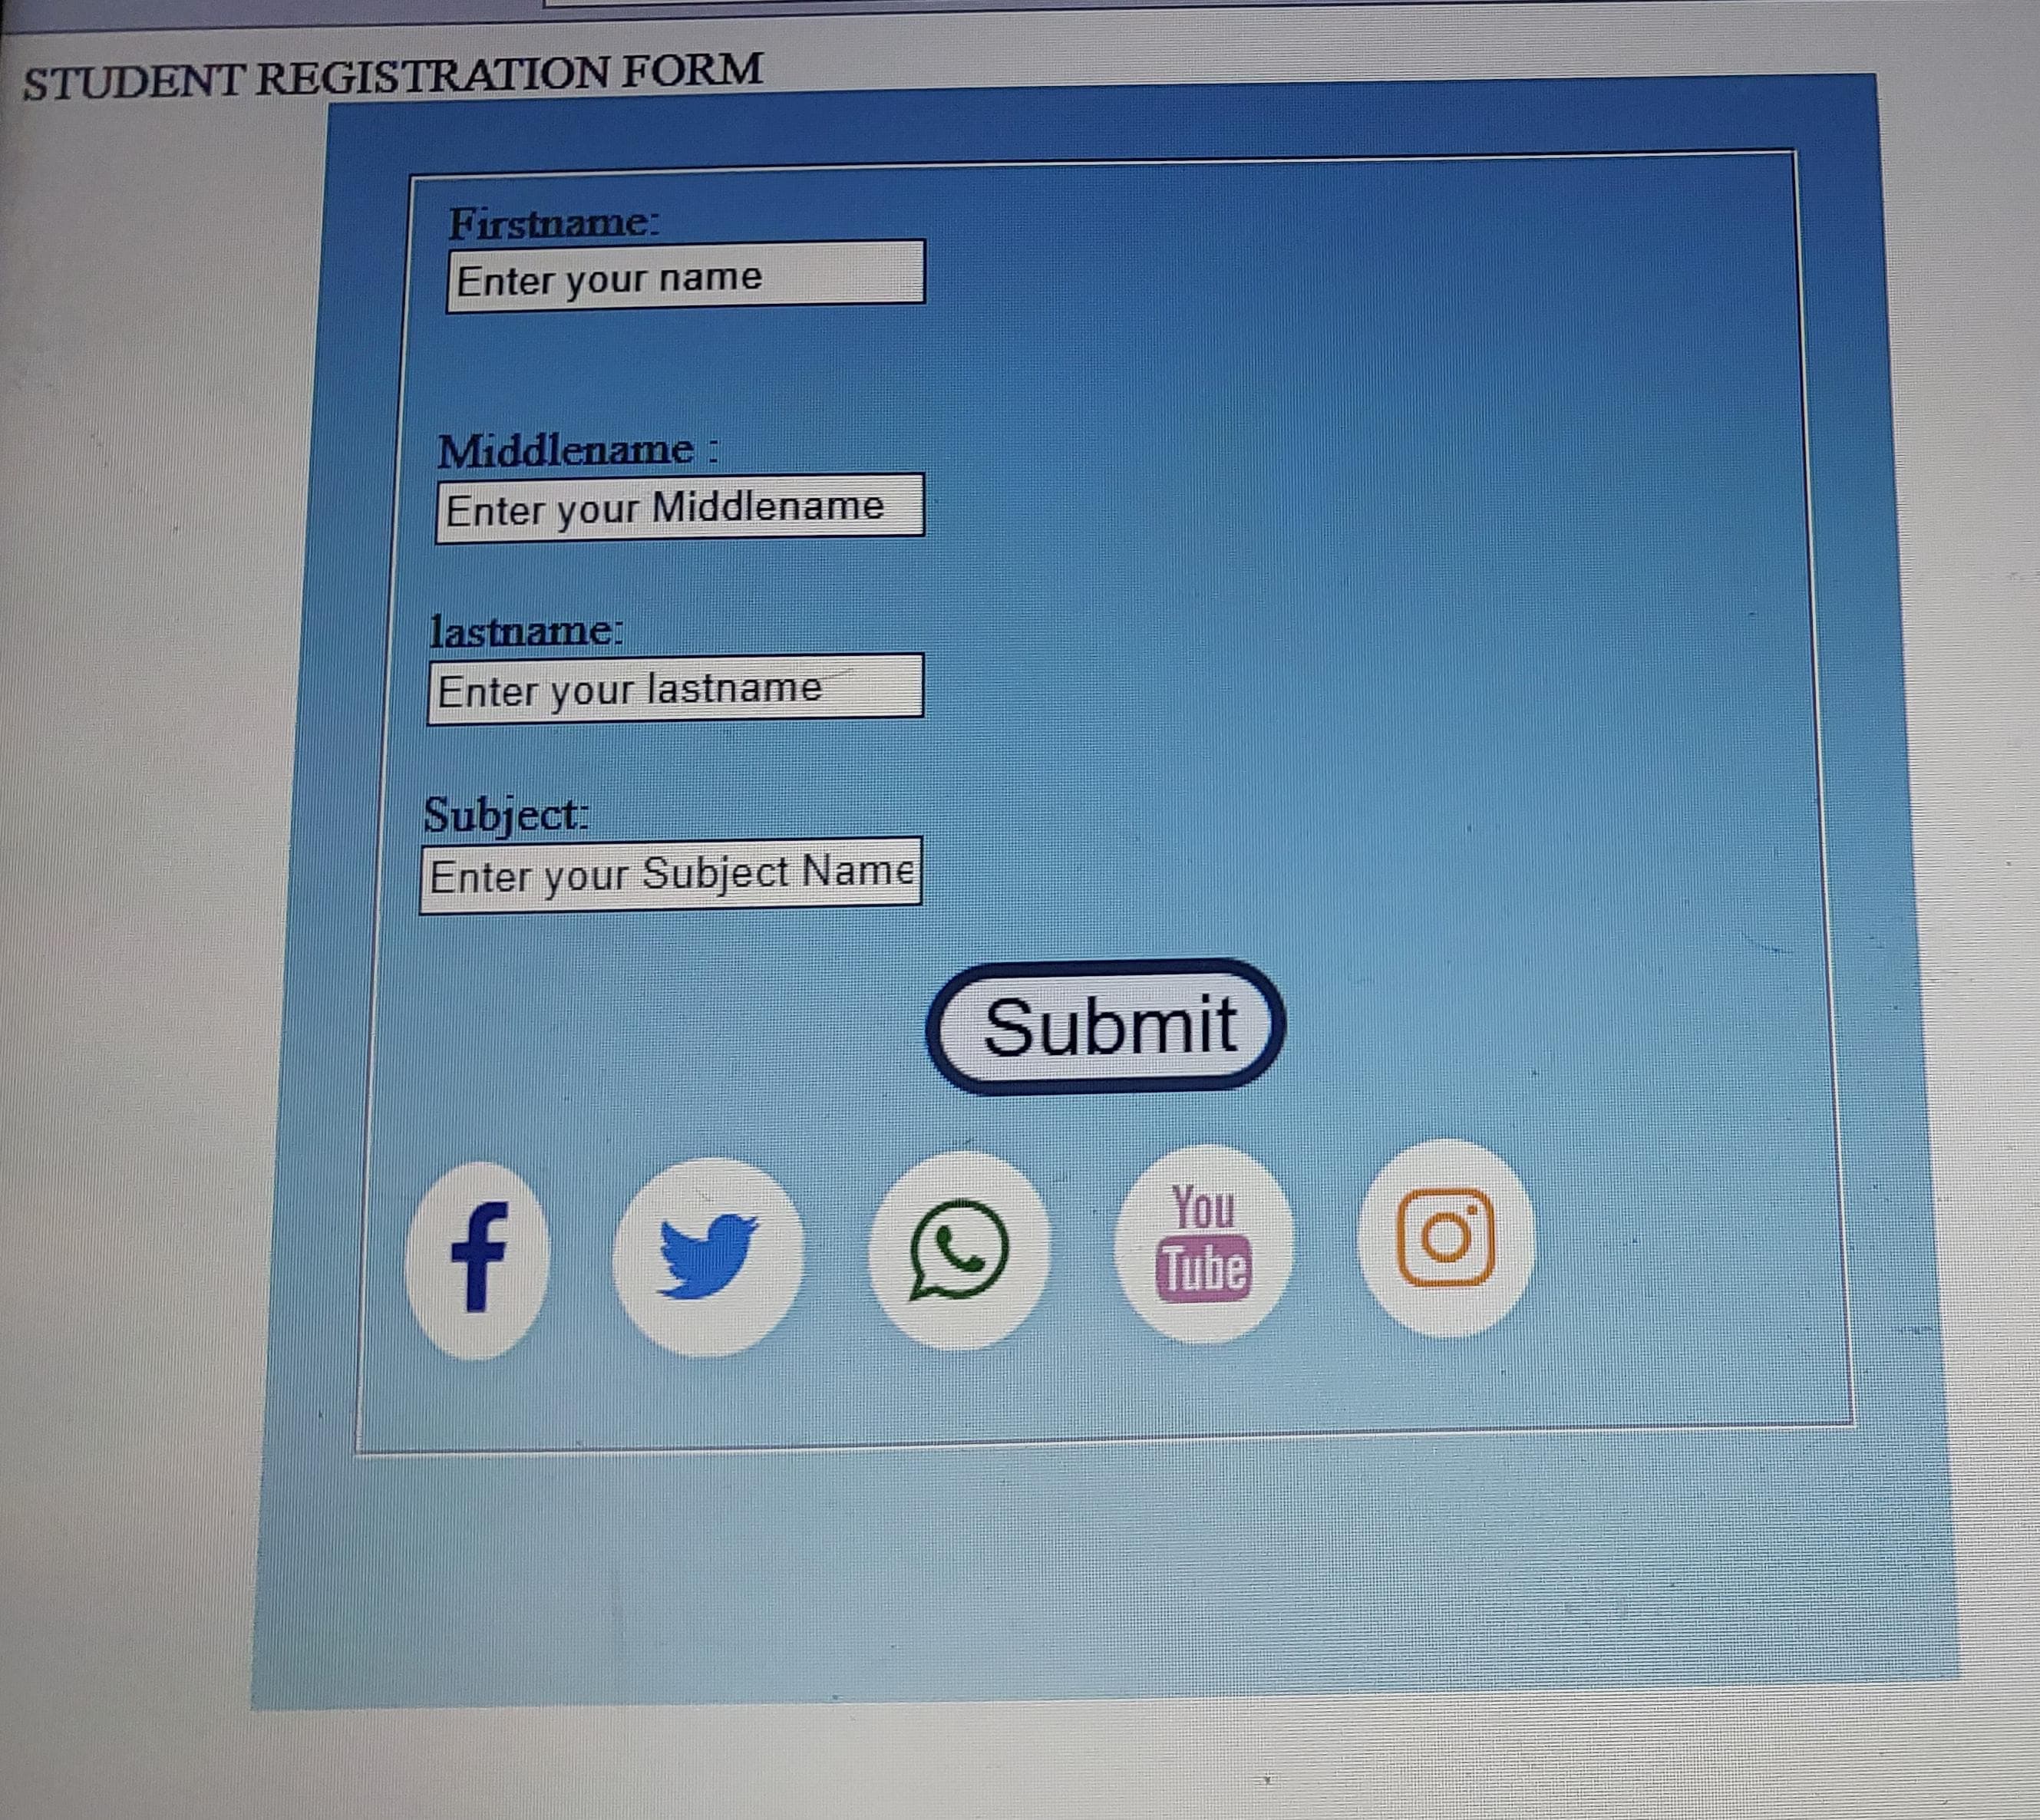 STUDENT REGISTRATION FORM
Firstname:
Enter your name
Middlename :
Enter your Middlename
lastname:
Enter your lastname
Subject:
Enter your Subject Name
Submit
f
You
Tube